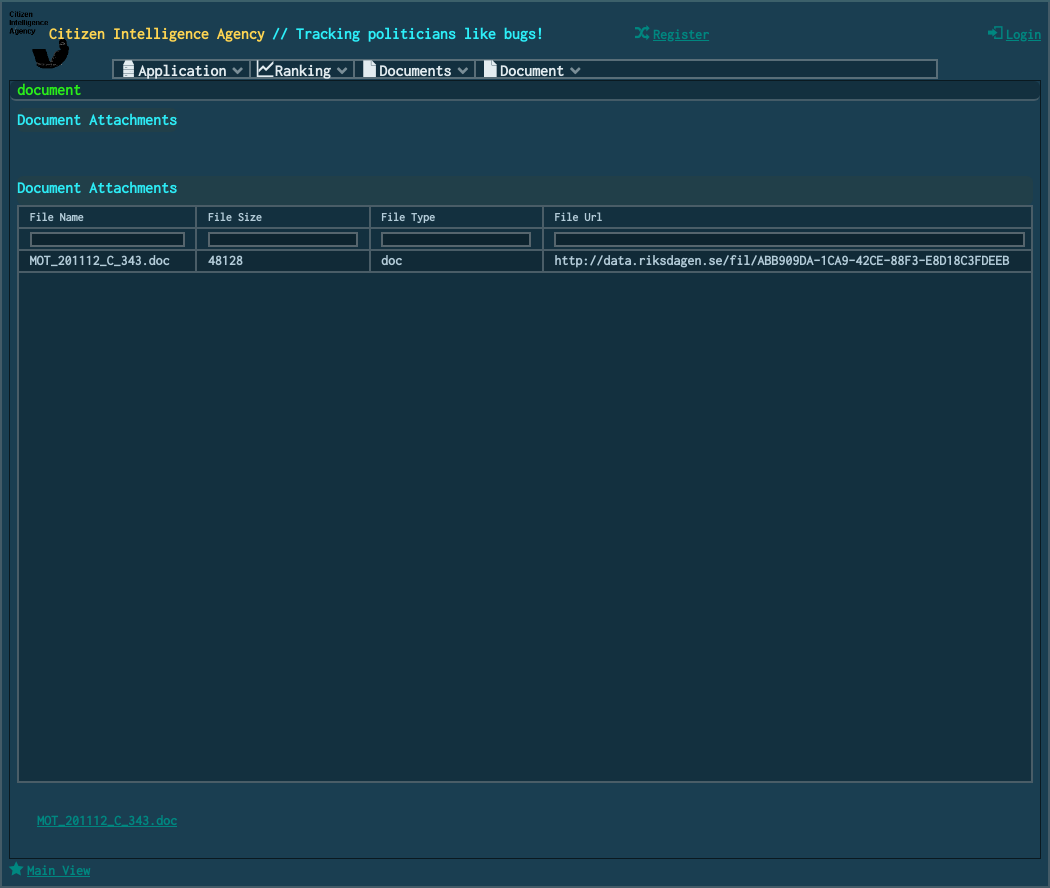 Citizen
Intelligence
Agency
Citizen Intelligence Agency // Tracking politicians like bugs!
Register
Login
Application
Ranking
Documents
Document
document
Document Attachments
Document Attachments
File Name
File Size
File Type
File Url
MOT_201112_C_343.doc
48128
doc
http://data.riksdagen.se/fil/ABB909DA-1CA9-42CE-88F3-E8D18C3FDEEB
MOT_201112_C_343.doc
Main View